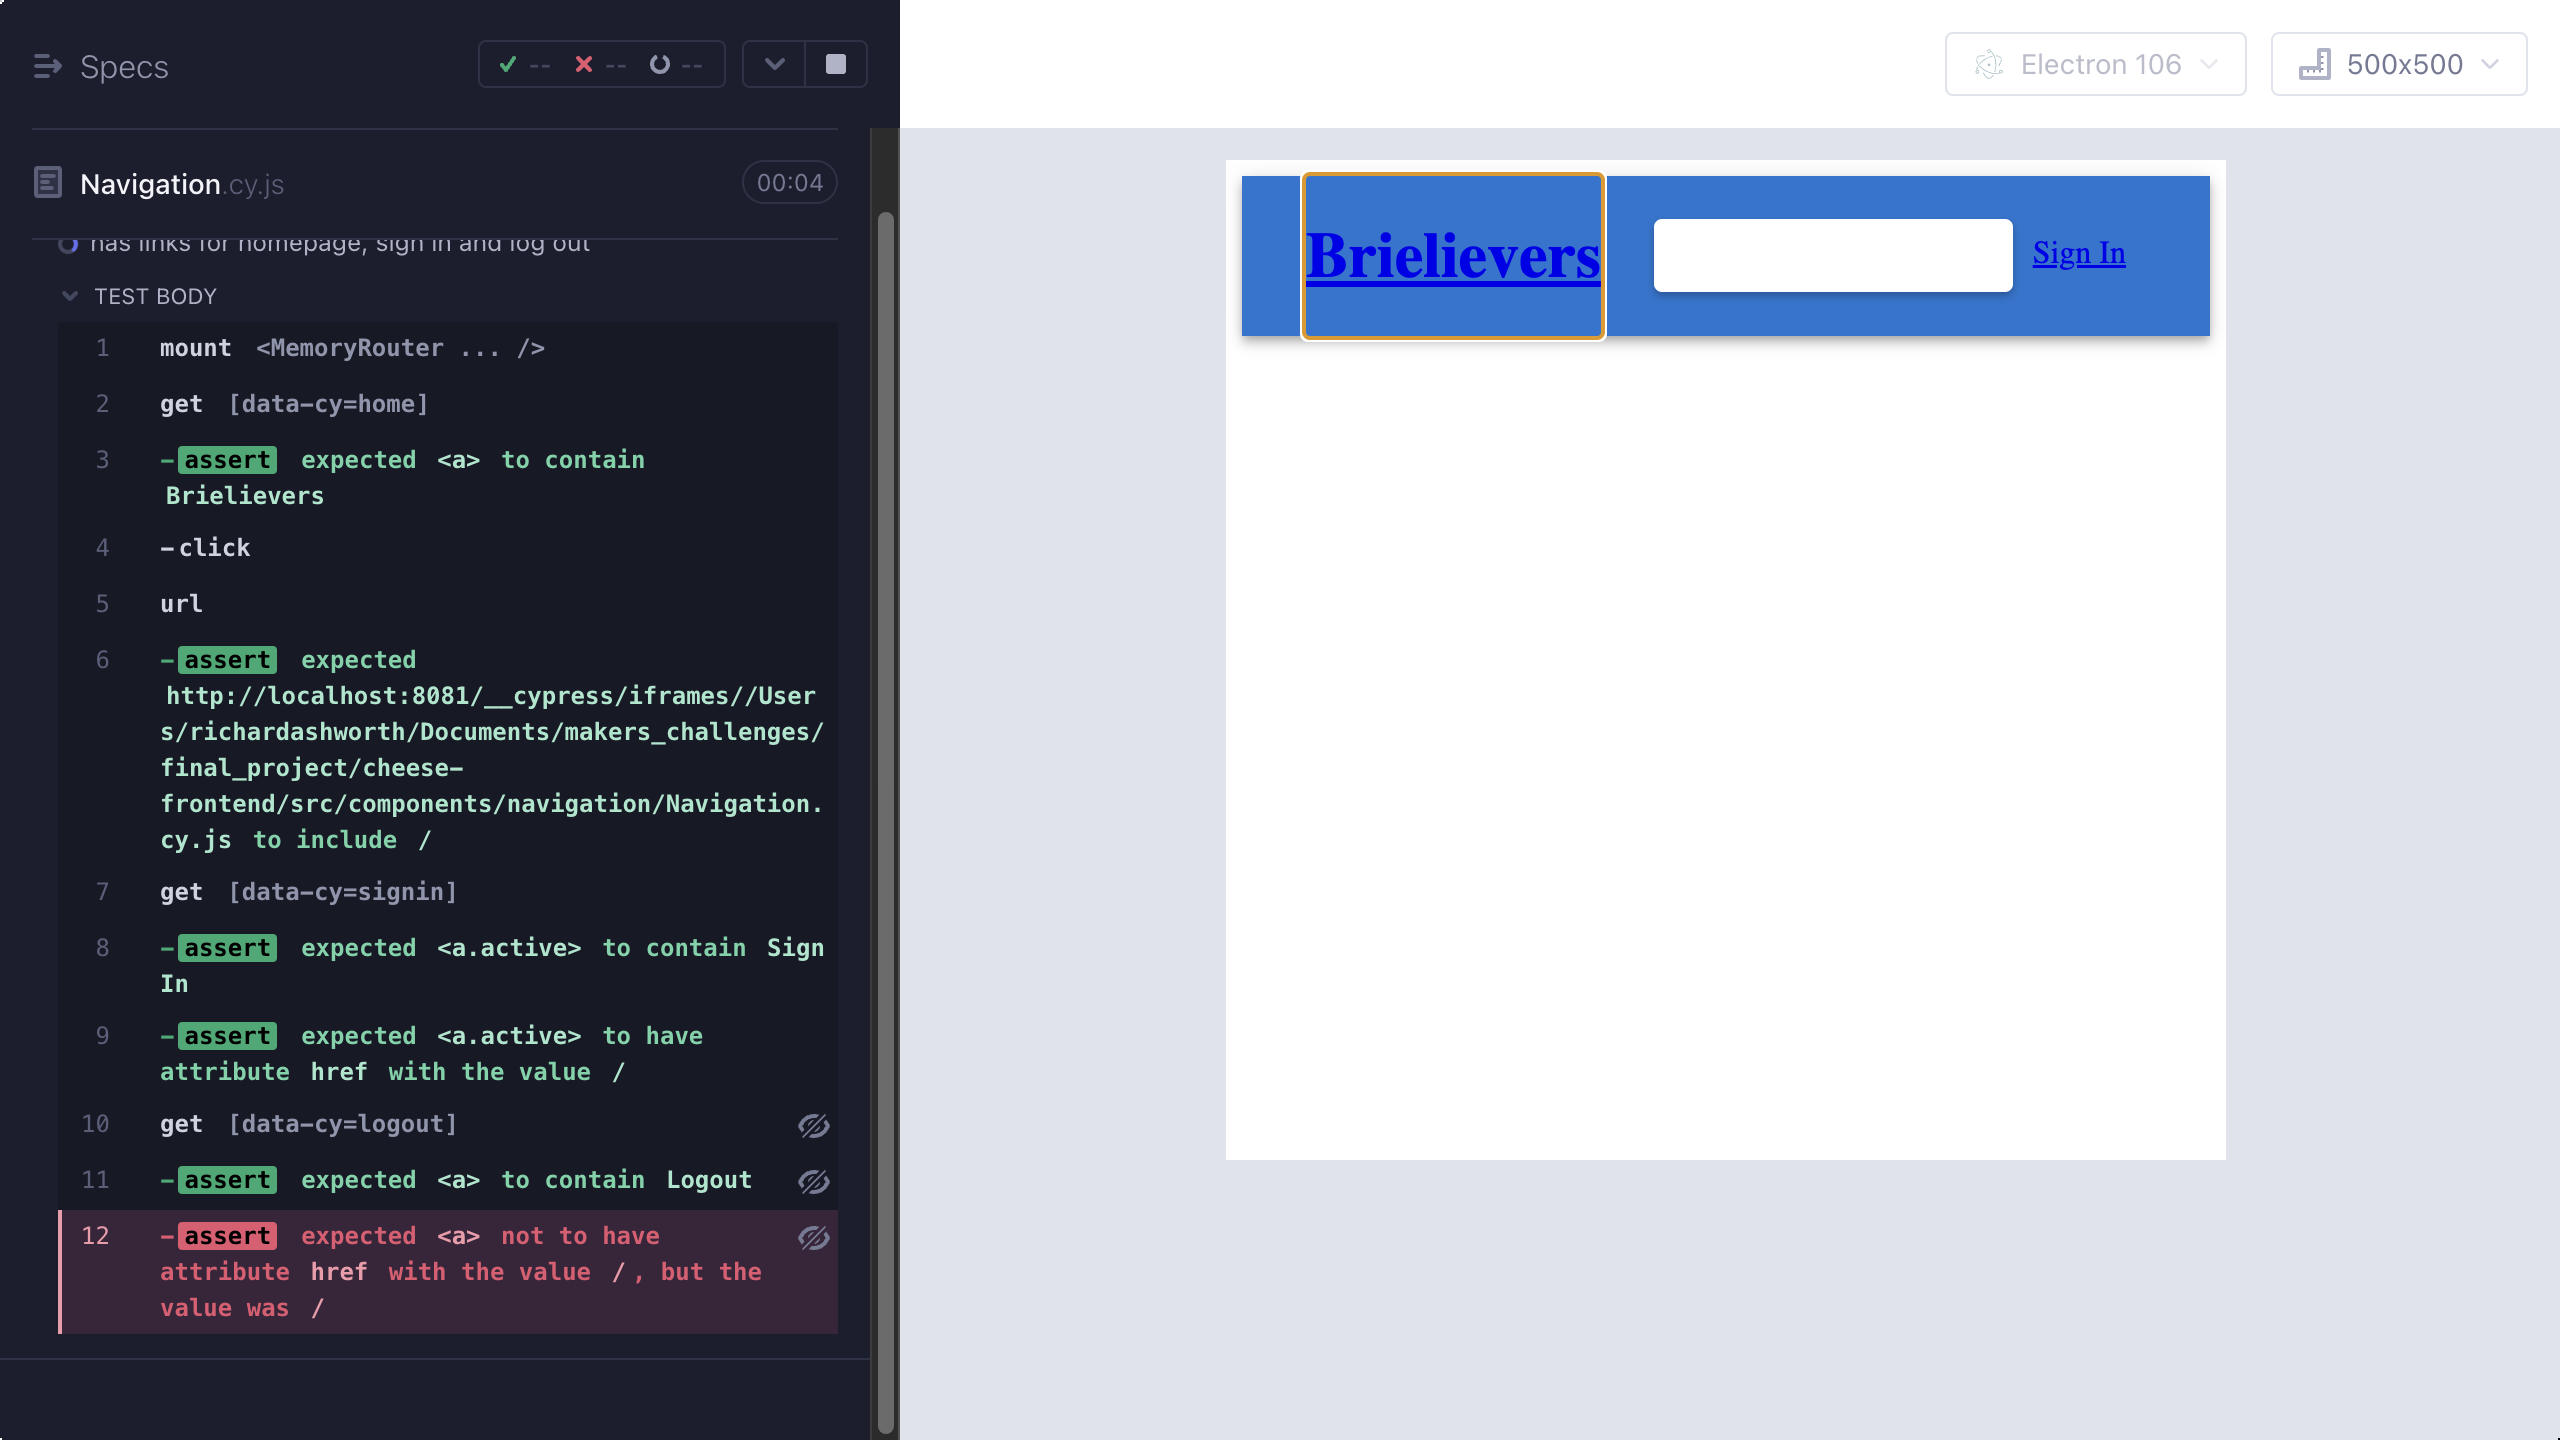 Specs
-- -- --
Electron 106
500x500
Navigation.cy.js
00:04
has links for homepage, sign in and log out
TEST BODY
1 mount <MemoryRouter ... />
2 get [data-cy=home]
3 -assert expected <a> to contain
Brielievers
4 -click
5 url
6 -assert expected
http://localhost:8081/__cypress/iframes//User
s/richardashworth/Documents/makers_challenges/
final_project/cheese-
frontend/src/components/navigation/Navigation.
cy.js to include /
7 get [data-cy=signin]
8 -assert expected <a.active> to contain Sign
In
9 -assert expected <a.active> to have
attribute href with the value /
10 get [data-cy=logout]
11 -assert expected <a> to contain Logout
12 -assert expected <a> not to have
attribute href with the value /, but the
value was /
Brielievers
Sign In